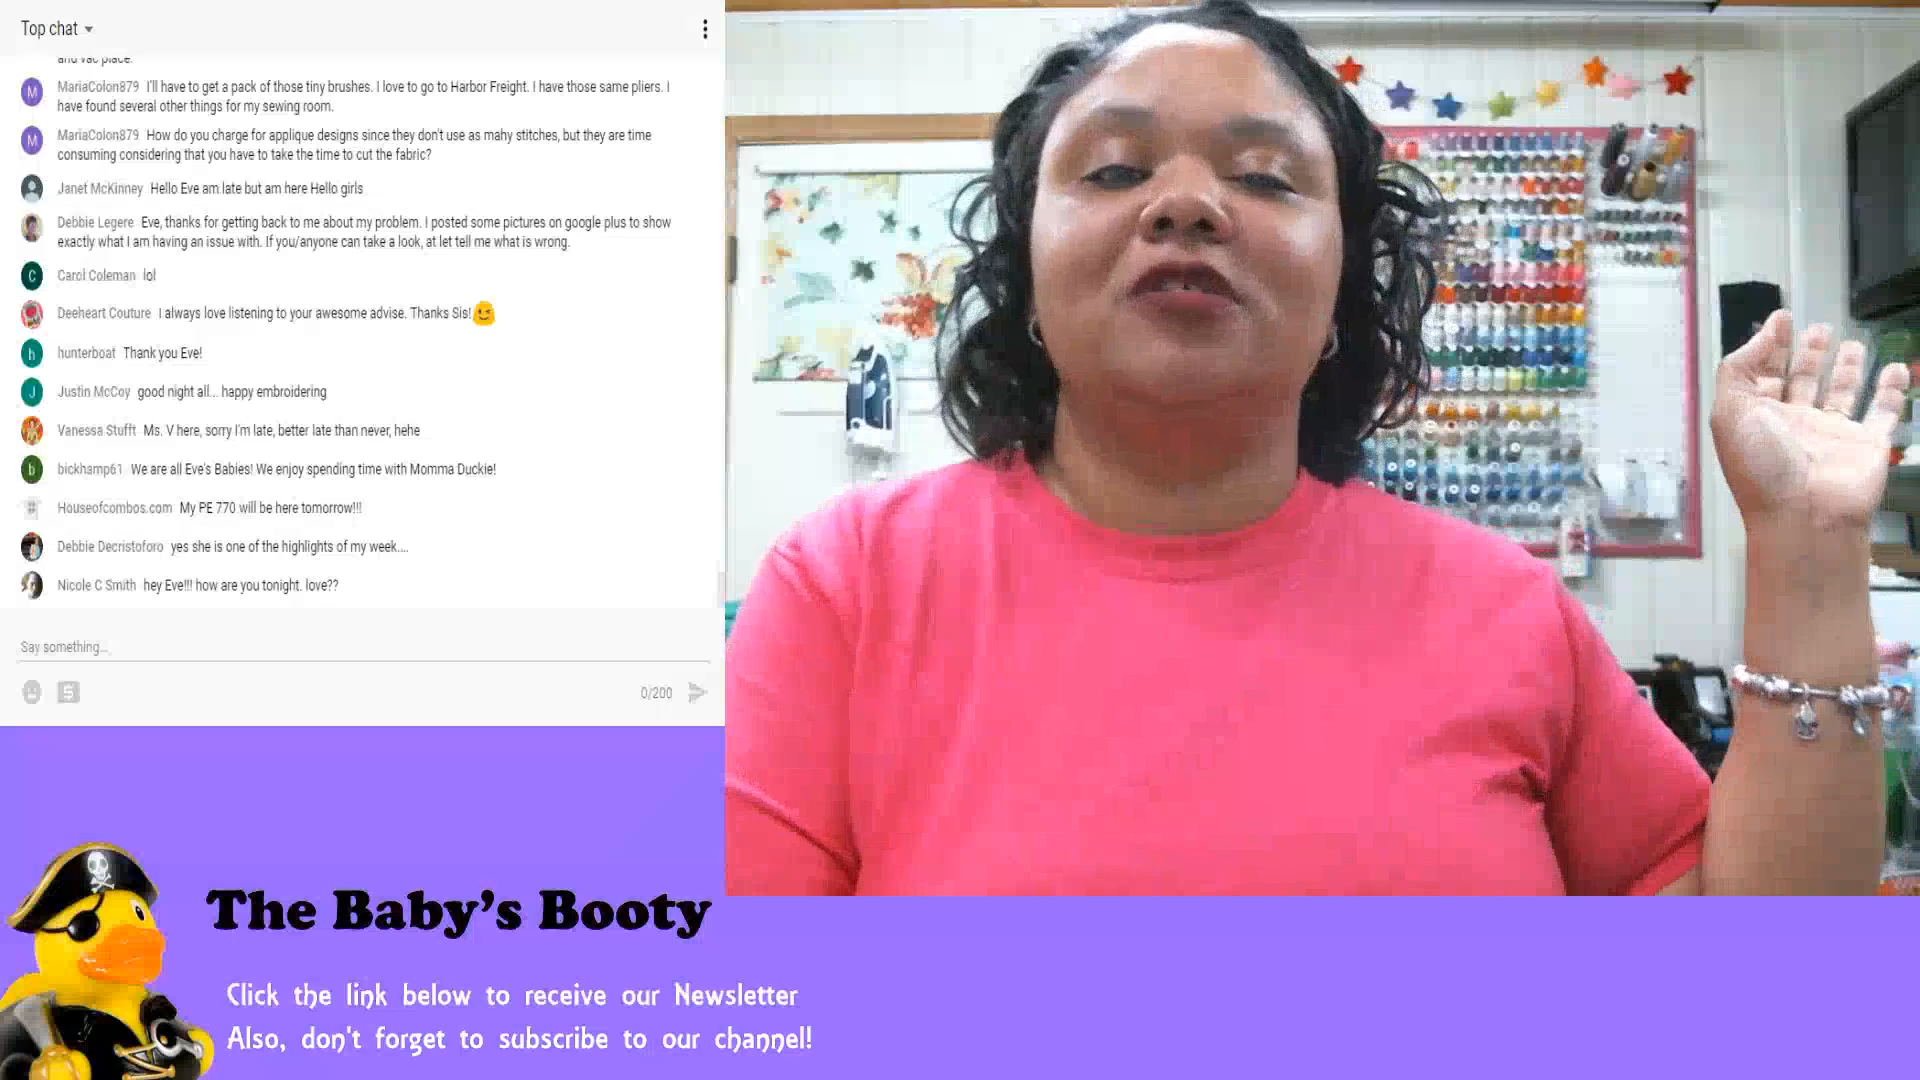 Top chat
and vac place.
MariaColon879 I'll have to get a pack of those tiny brushes. I love to go to Harbor Freight. I have those same pliers. I
have found several other things for my sewing room.
MariaColon879 How do you charge for applique designs since they don't use as mahy stitches, but they are time
consuming considering that you have to take the time to cut the fabric?
Janet McKinney Hello Eve am late but am here Hello girls
Debbie Legere Eve, thanks for getting back to me about my problem. I posted some pictures on google plus to show
exactly what I am having an issue with. If you/anyone can take a look, at let tell me what is wrong.
Carol Coleman lol
Deeheart Couture I always love listening to your awesome advise. Thanks Sis!
hunterboat Thank you Eve!
Justin McCoy good night all... happy embroidering
Vanessa Stufft Ms. V here, sorry I'm late, better late than never, hehe
bickhamp61 We are all Eve's Babies! We enjoy spending time with Momma Duckie!
Houseofcombos.com My PE 770 will be here tomorrow!!!
Debbie Decristoforo yes she is one of the highlights of my week....
Nicole C Smith hey Eve!!! how are you tonight. love??
Say something...
0/200
The Baby's Booty
Click the link below to receive our Newsletter
Also, don't forget to subscribe to our channel!